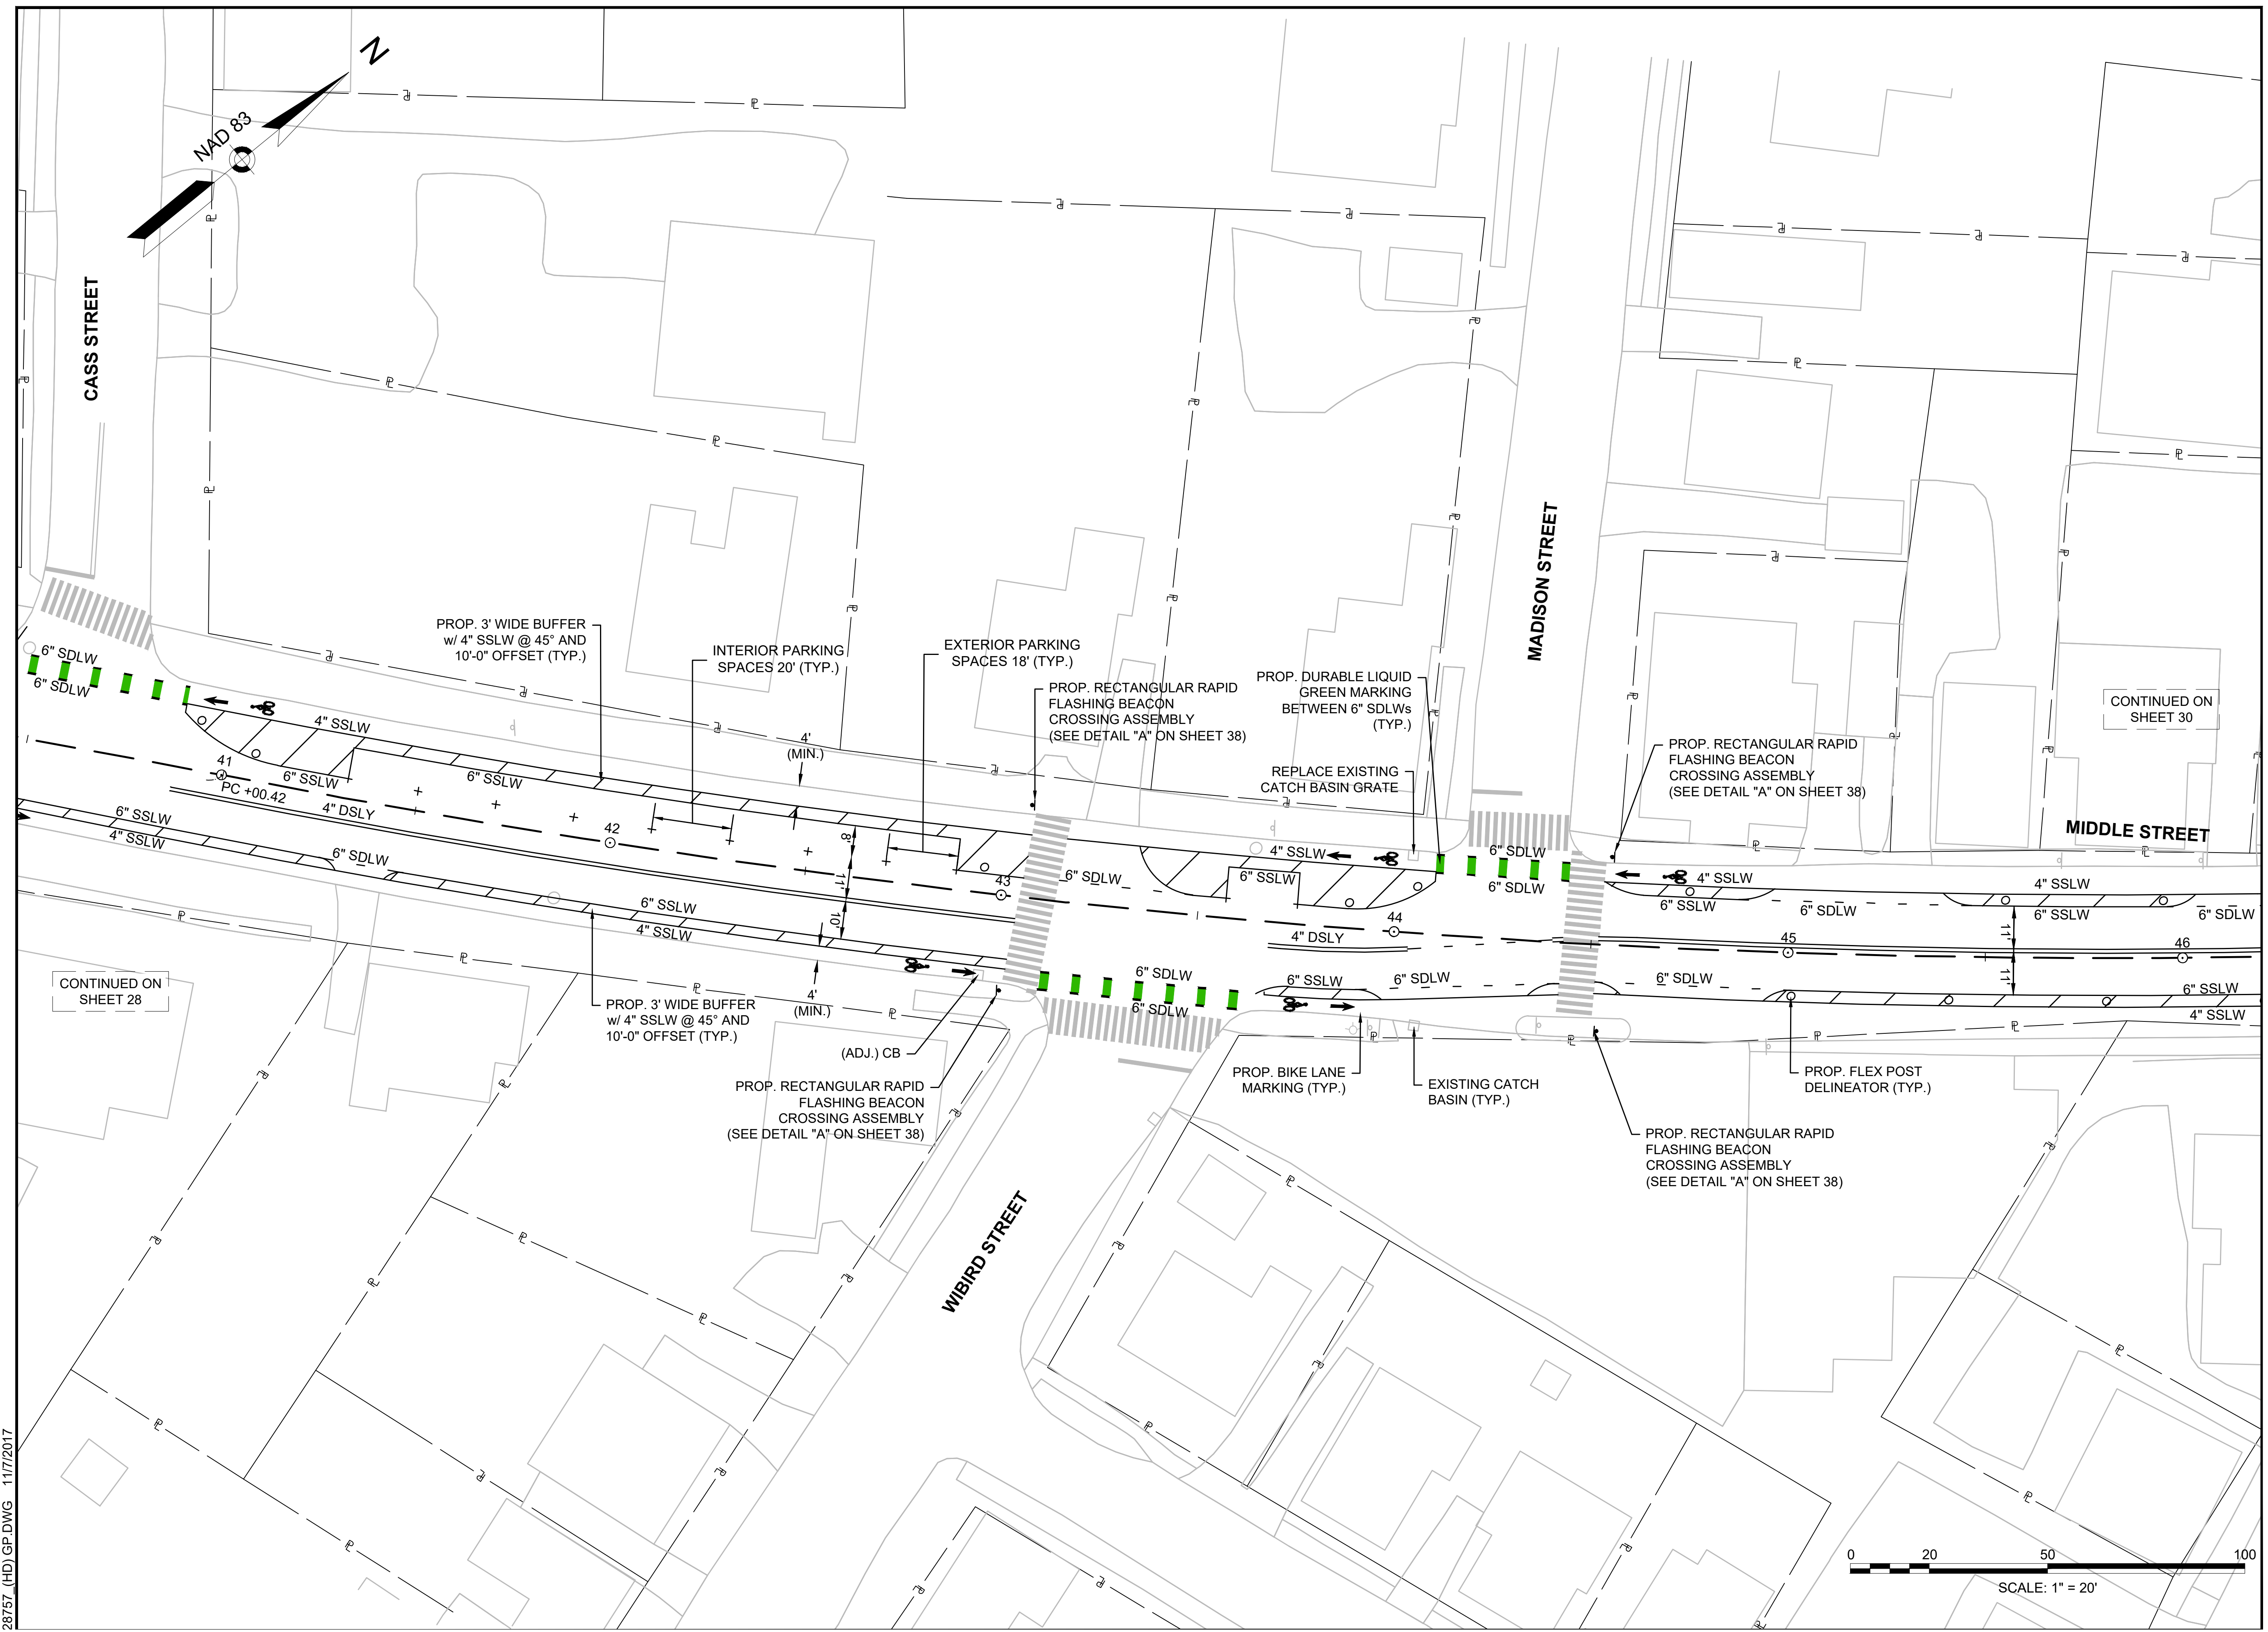 N
NAD 83
CASS STREET
MADISON STREET
PROP. 3' WIDE BUFFER
w/ 4" SSLW @ 45° AND
10'-0" OFFSET (TYP.)
INTERIOR PARKING
SPACES 20' (TYP.)
EXTERIOR PARKING
SPACES 18' (TYP.)
PROP. RECTANGULAR RAPID
FLASHING BEACON
CROSSING ASSEMBLY
(SEE DETAIL "A" ON SHEET 38)
PROP. DURABLE LIQUID
GREEN MARKING
BETWEEN 6" SDLWs
(TYP.)
REPLACE EXISTING
CATCH BASIN GRATE
PROP. RECTANGULAR RAPID
FLASHING BEACON
CROSSING ASSEMBLY
(SEE DETAIL "A" ON SHEET 38)
CONTINUED ON
SHEET 30
MIDDLE STREET
6" SDLW
6" SDLW
4" SSLW
6" SSLW
6" SSLW
4'
(MIN.)
41
PC +00.42
4" DSLY
42
8'
11'
10'
43
6" SDLW
4" SSLW
6" SSLW
6" SDLW
6" SDLW
44
4" DSLY
4" SSLW
6" SSLW
6" SDLW
4" SSLW
6" SSLW
6" SDLW
11'
11'
45
46
6" SSLW
4" SSLW
6" SDLW
6" SSLW
4" SSLW
6" SDLW
6" SDLW
6" SSLW
6" SDLW
6" SDLW
6" SSLW
4" SSLW
CONTINUED ON
SHEET 28
PROP. 3' WIDE BUFFER
w/ 4" SSLW @ 45° AND
10'-0" OFFSET (TYP.)
4'
(MIN.)
(ADJ.) CB
PROP. RECTANGULAR RAPID
FLASHING BEACON
CROSSING ASSEMBLY
(SEE DETAIL "A" ON SHEET 38)
PROP. BIKE LANE
MARKING (TYP.)
EXISTING CATCH
BASIN (TYP.)
PROP. FLEX POST
DELINEATOR (TYP.)
PROP. RECTANGULAR RAPID
FLASHING BEACON
CROSSING ASSEMBLY
(SEE DETAIL "A" ON SHEET 38)
WIBIRD STREET
0 20 50 100
SCALE: 1" = 20'
28757_(HD) GP.DWG 11/7/2017